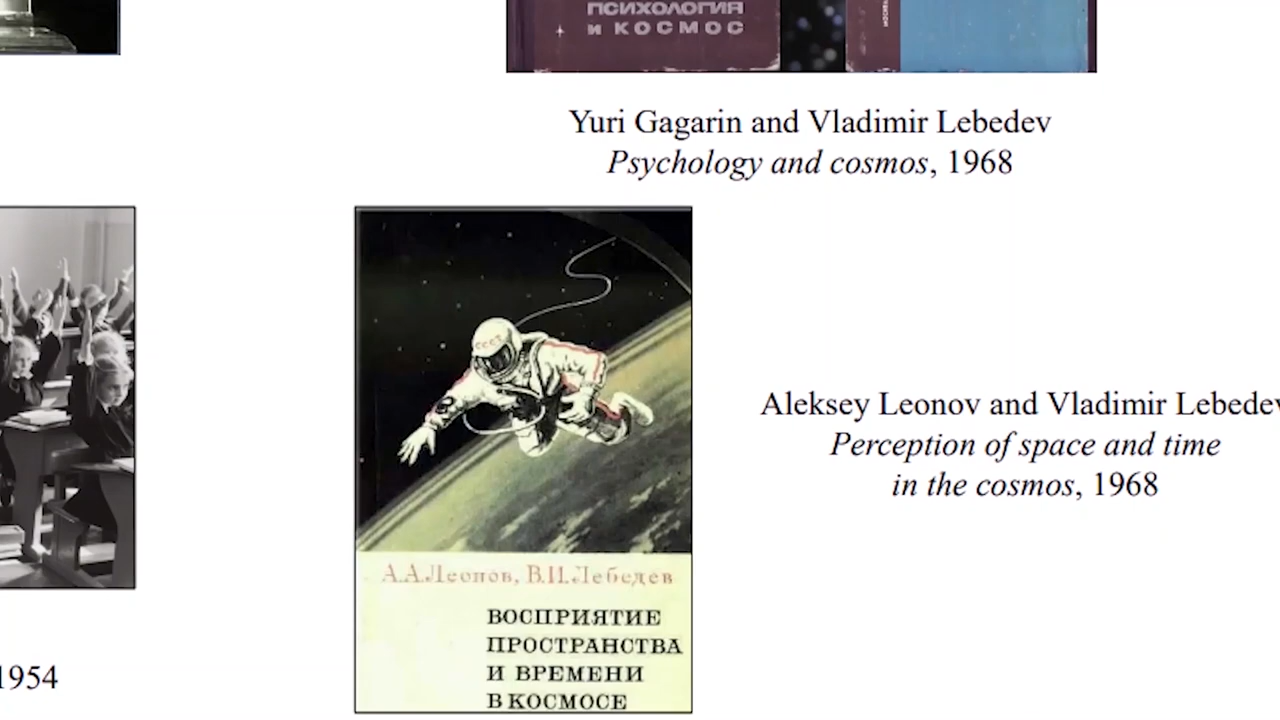 ПСИХОЛОГИЯ
и КОСМОС
Yuri Gagarin and Vladimir Lebedev
Psychology and cosmos, 1968
СССР
Aleksey Leonov and Vladimir Lebedev
Perception of space and time
in the cosmos, 1968
А.А.Леонов, В.И.Лебедев
ВОСПРИЯТИЕ
ПРОСТРАНСТВА
И ВРЕМЕНИ
В КОСМОСЕ
1954